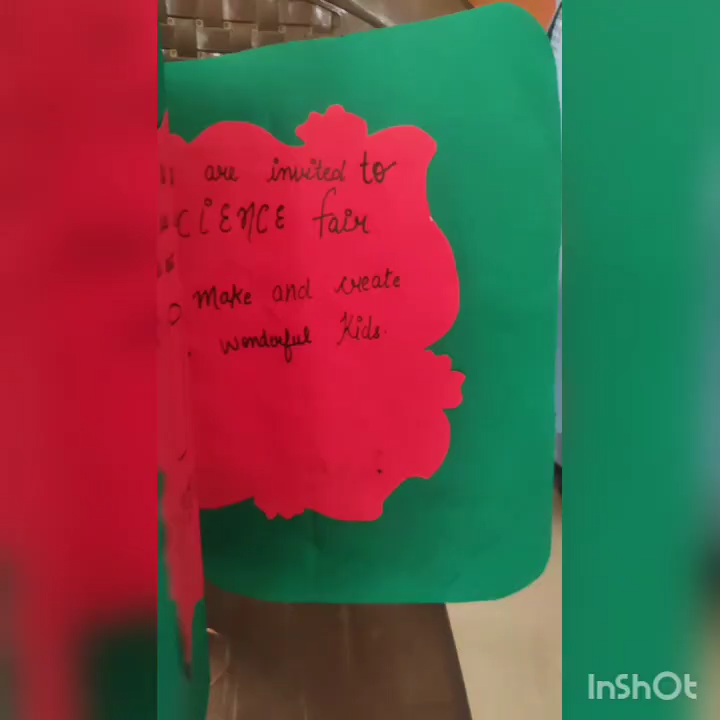 are invited to
CIENCE fair
Make and create
wonderful Kids.
InShOt